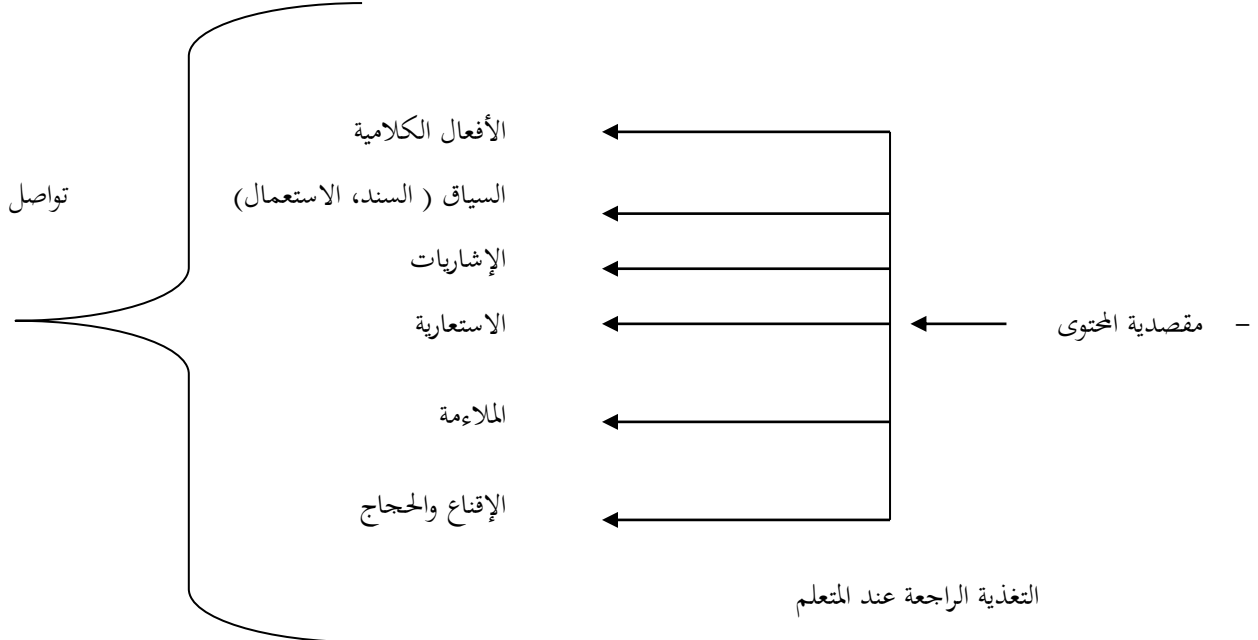 الأفعال الكلامية
السياق ( السند، الاستعمال)
تواصل
الإشاريات
– مقصدية المحتوى
الاستعارية
الملاءمة
الإقناع والحجاج
التغذية الراجعة عند المتعلم